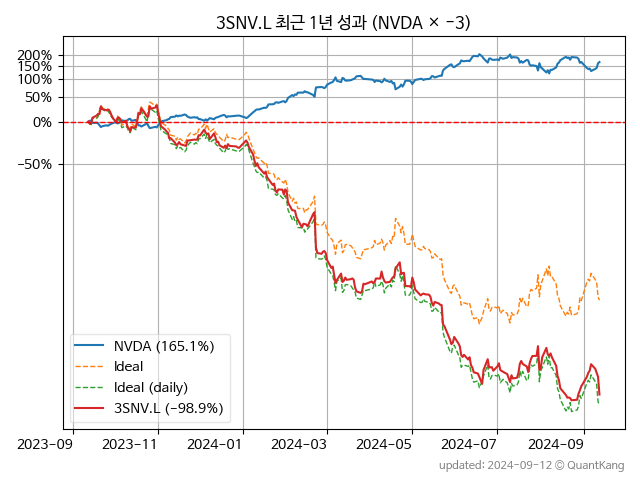 3SNV.L 최근 1년 성과 (NVDA × −3)
200%
150%
100%
50%
0%
−50%
NVDA (165.1%)
Ideal
Ideal (daily)
3SNV.L (−98.9%)
2023-09
2023-11
2024-01
2024-03
2024-05
2024-07
2024-09
updated: 2024-09-12 © QuantKang